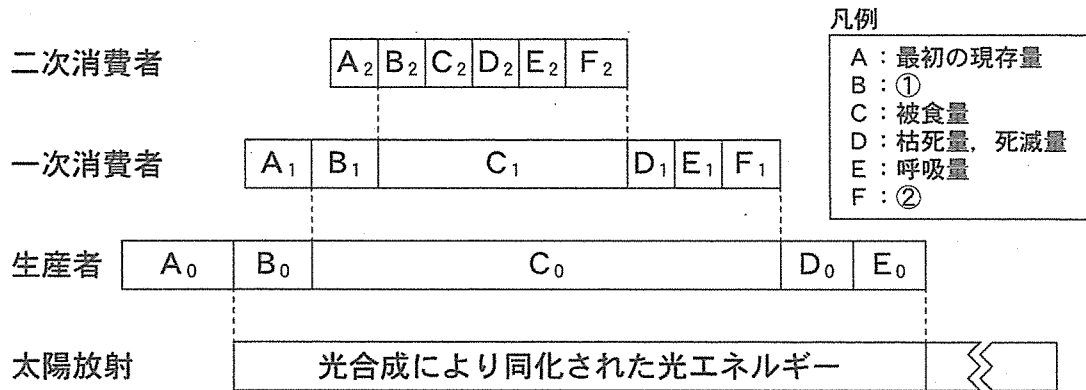 凡例
A:最初の現存量
B:①
C:被食量
D:枯死量,死滅量
E:呼吸量
F:②
二次消費者 A₂ B₂ C₂ D₂ E₂ F₂
一次消費者 A₁ B₁ C₁ D₁ E₁ F₁
生産者 A₀ B₀ C₀ D₀ E₀
太陽放射 光合成により同化された光エネルギー